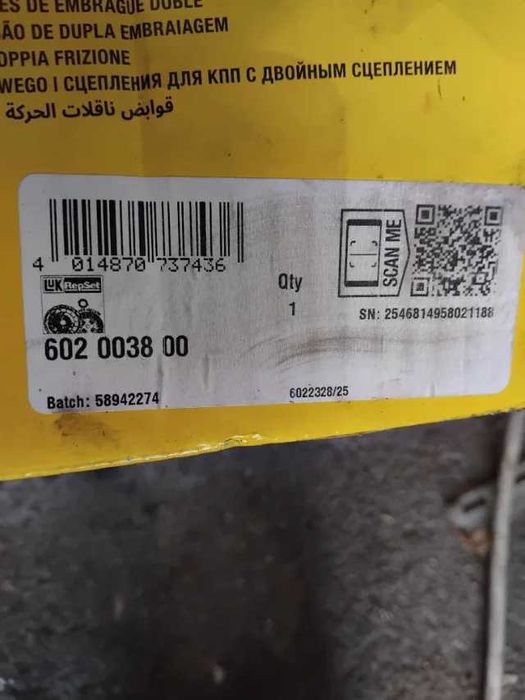 ES DE EMBRAGUE DOBLE
ÃO DE DUPLA EMBRAIAGEM
OPPIA FRIZIONE
WEGO I СЦЕПЛЕНИЯ ДЛЯ КПП С ДВОЙНЫМ СЦЕПЛЕНИЕМ
قوابض ناقلات الحركة
4 014870 737436
LUK RepSet
Qty
1
SCAN ME
SN: 2546814958021188
602 0038 00
Batch: 58942274
6022328/25